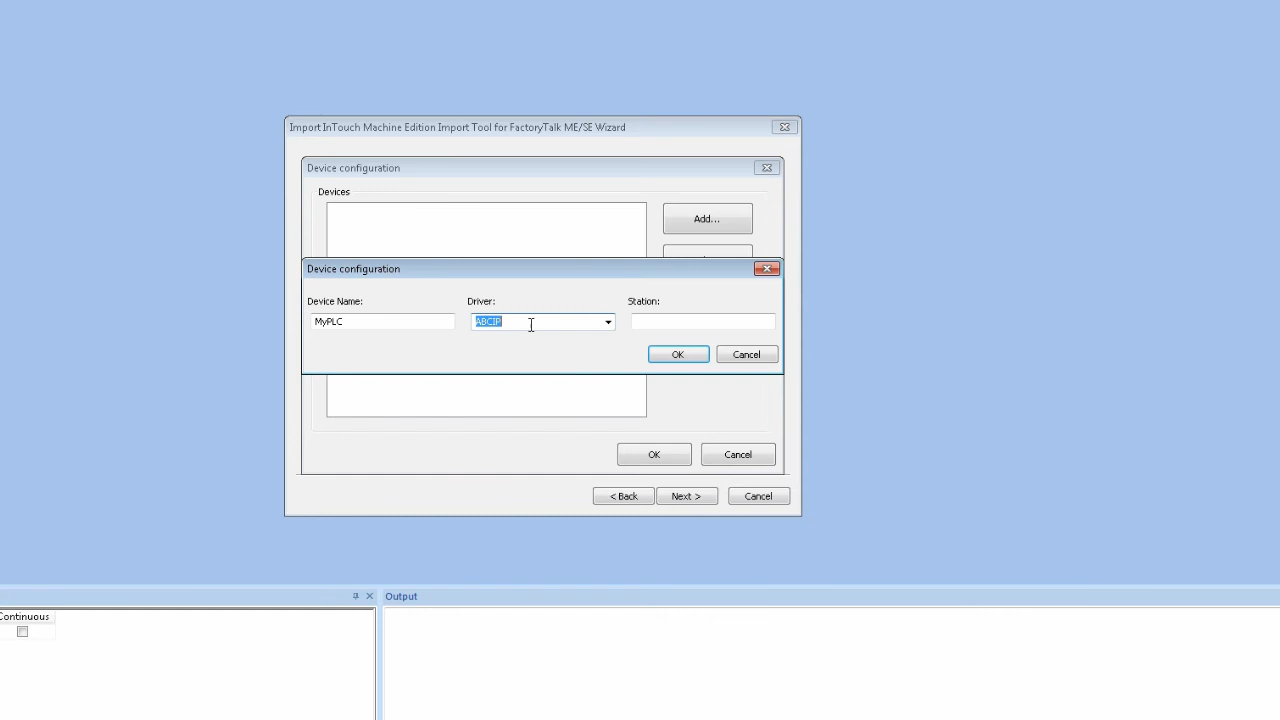 Import InTouch Machine Edition Import Tool for FactoryTalk ME/SE Wizard
Device configuration
Devices
Add...
Device configuration
Device Name:
Driver:
Station:
MyPLC
ABCIP
OK
Cancel
OK
Cancel
< Back
Next >
Cancel
Output
Continuous